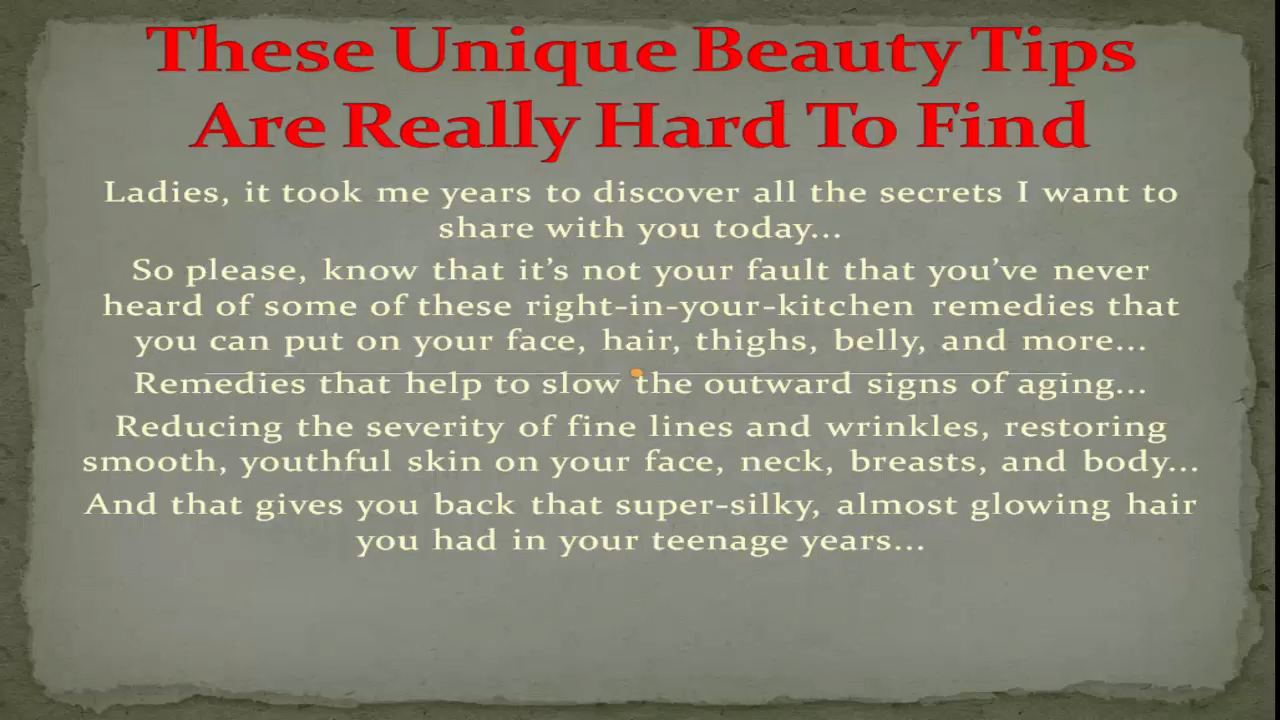 These Unique Beauty Tips
Are Really Hard To Find
Ladies, it took me years to discover all the secrets I want to
share with you today...
So please, know that it's not your fault that you've never
heard of some of these right-in-your-kitchen remedies that
you can put on your face, hair, thighs, belly, and more...
Remedies that help to slow the outward signs of aging...
Reducing the severity of fine lines and wrinkles, restoring
smooth, youthful skin on your face, neck, breasts, and body...
And that gives you back that super-silky, almost glowing hair
you had in your teenage years...